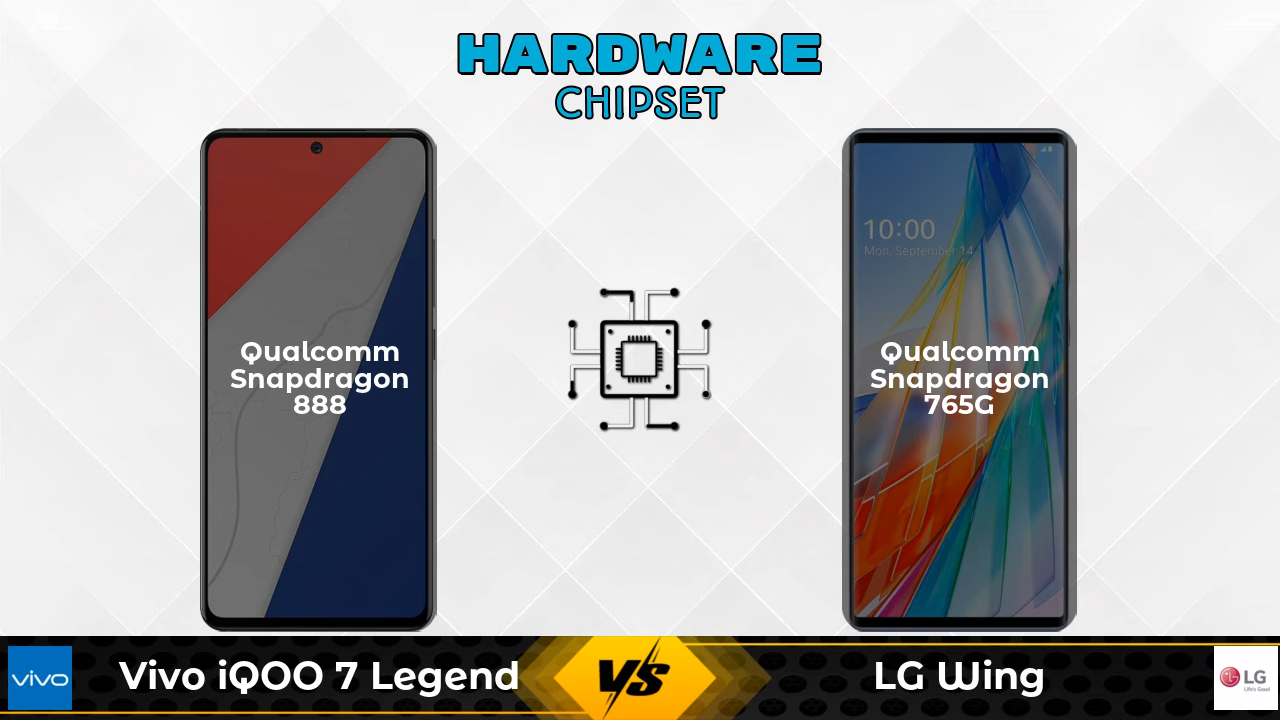 HARDWARE
CHIPSET
Qualcomm
Snapdragon
888
10:00
Mon, September 14
Qualcomm
Snapdragon
765G
vivo
Vivo iQOO 7 Legend
VS
LG Wing
LG
Life's Good